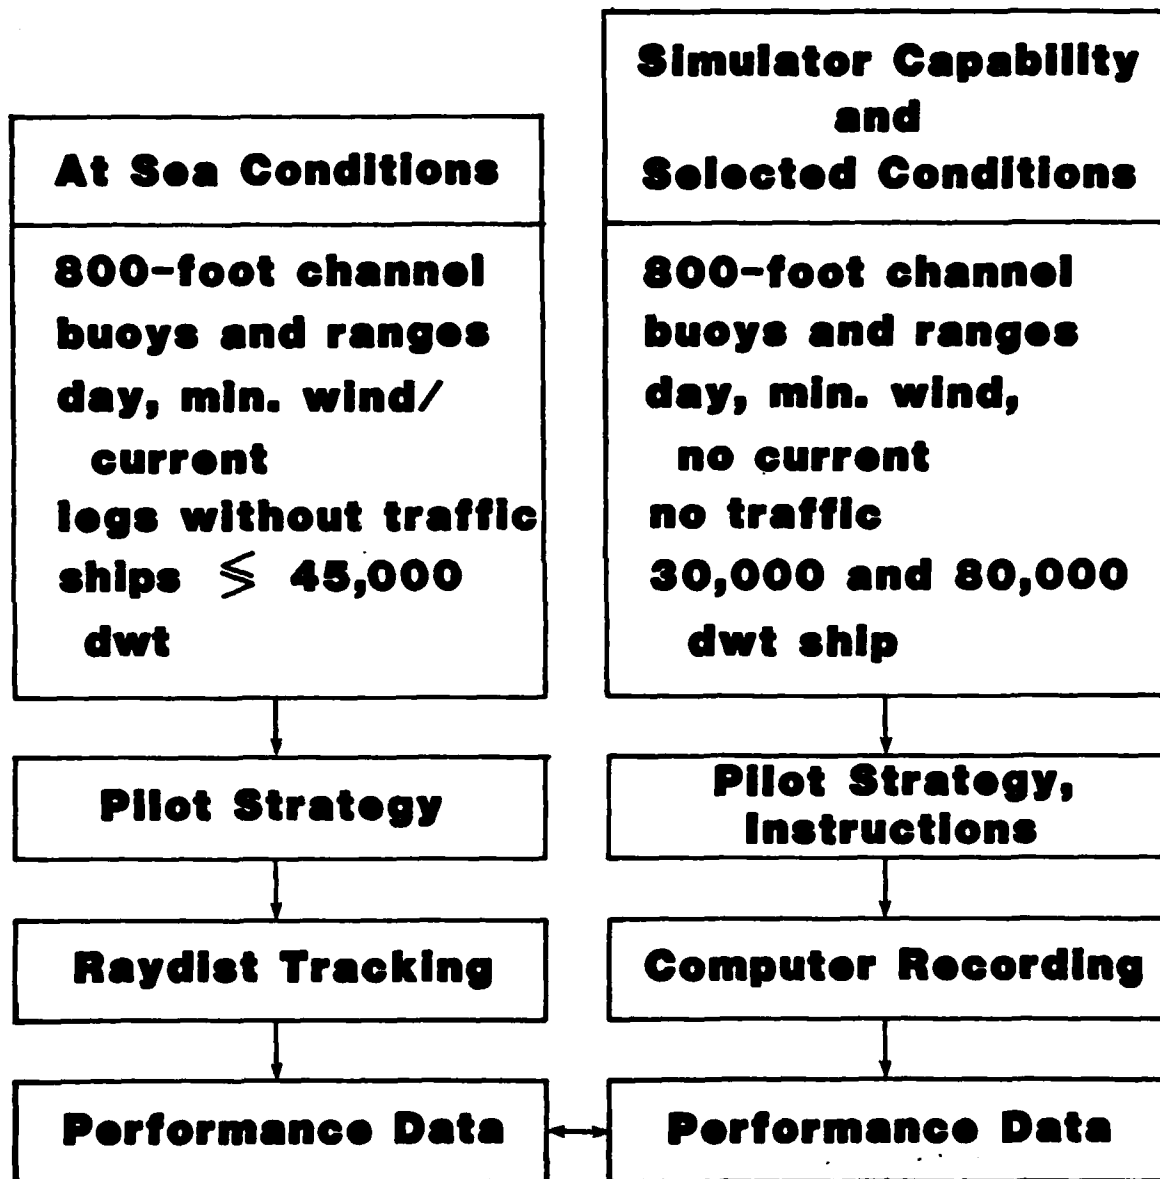 At Sea Conditions
800-foot channel
buoys and ranges
day, min. wind/
current
legs without traffic
ships ≤ 45,000
dwt
Pilot Strategy
Raydist Tracking
Performance Data
Simulator Capability
and
Selected Conditions
800-foot channel
buoys and ranges
day, min. wind,
no current
no traffic
30,000 and 80,000
dwt ship
Pilot Strategy,
Instructions
Computer Recording
Performance Data